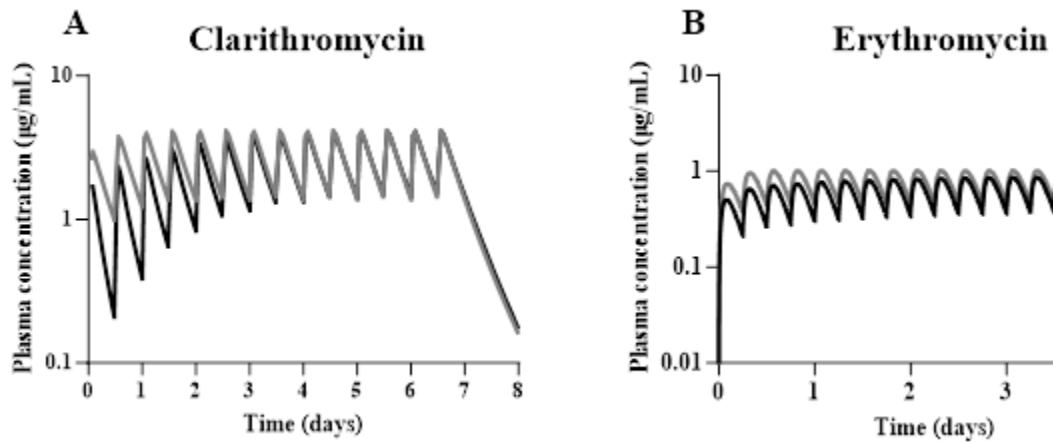 A
Clarithromycin
Plasma concentration (µg/mL)
10
1
0.1
0 1 2 3 4 5 6 7 8
Time (days)
B
Erythromycin
Plasma concentration (µg/mL)
10
1
0.1
0.01
0 1 2 3
Time (days)